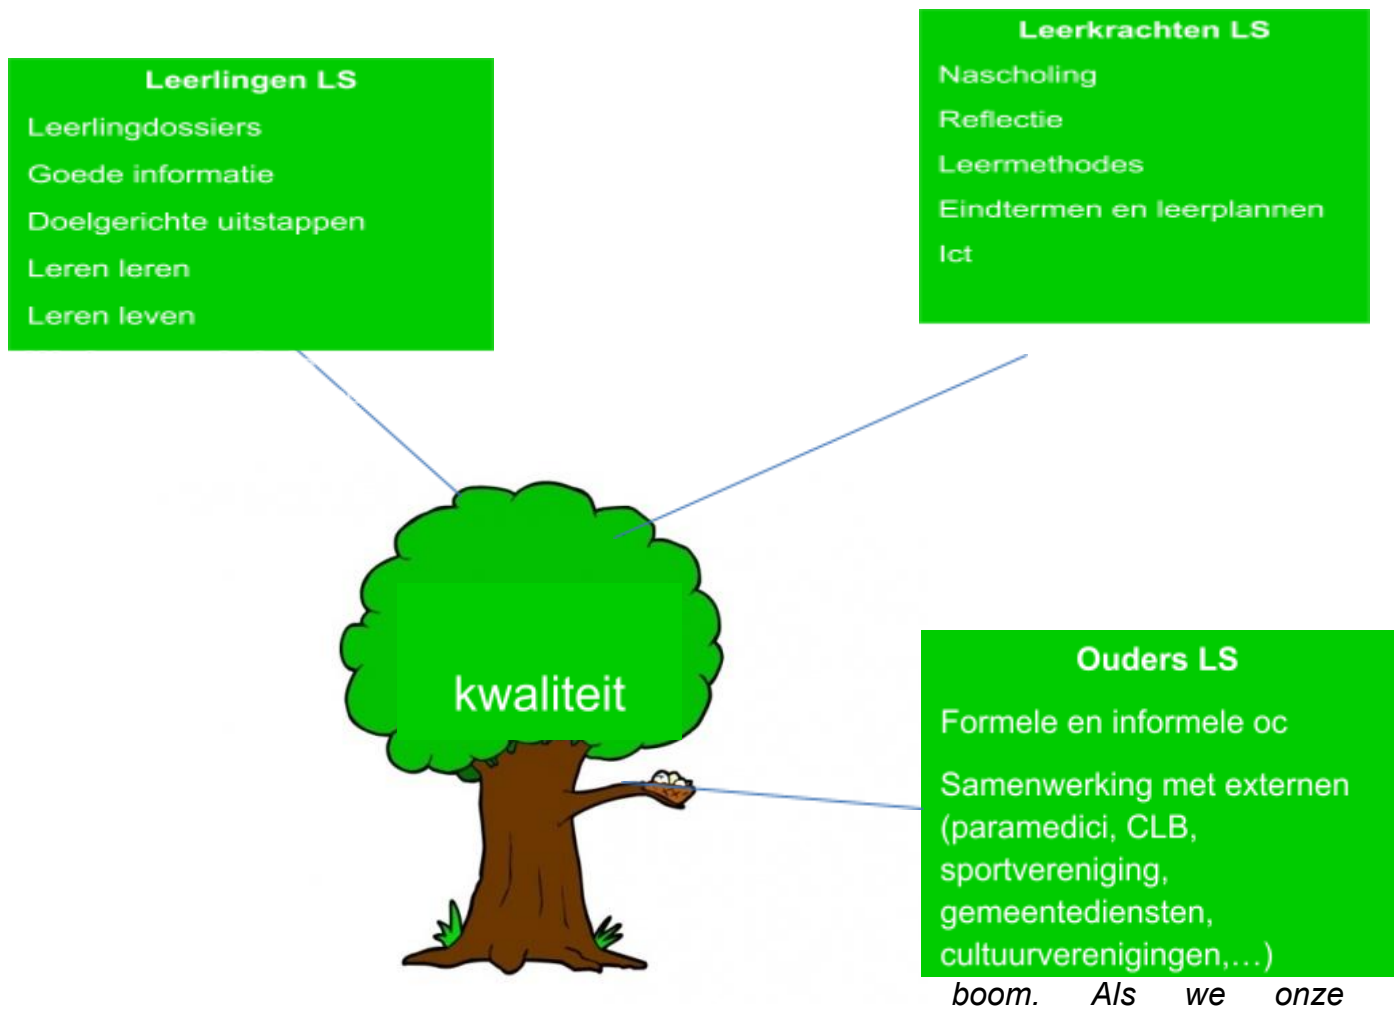 Leerlingen LS
Leerlingdossiers
Goede informatie
Doelgerichte uitstappen
Leren leren
Leren leven
Leerkrachten LS
Nascholing
Reflectie
Leermethodes
Eindtermen en leerplannen
Ict
kwaliteit
Ouders LS
Formele en informele oc
Samenwerking met externen
(paramedici, CLB,
sportvereniging,
gemeentediensten,
cultuurverenigingen,…)
boom. Als we onze